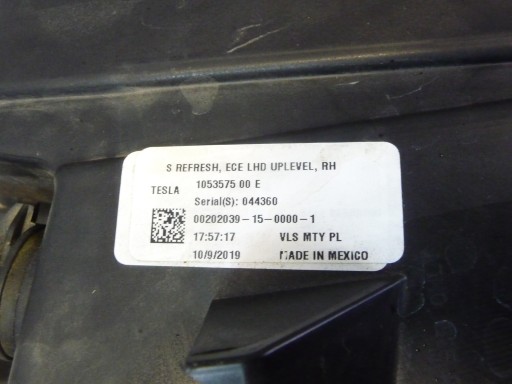 S REFRESH, ECE LHD UPLEVEL, RH
TESLA 1053575 00 E
Serial(S): 044360
00202039-15-0000-1
17:57:17 VLS MTY PL
10/9/2019 MADE IN MEXICO